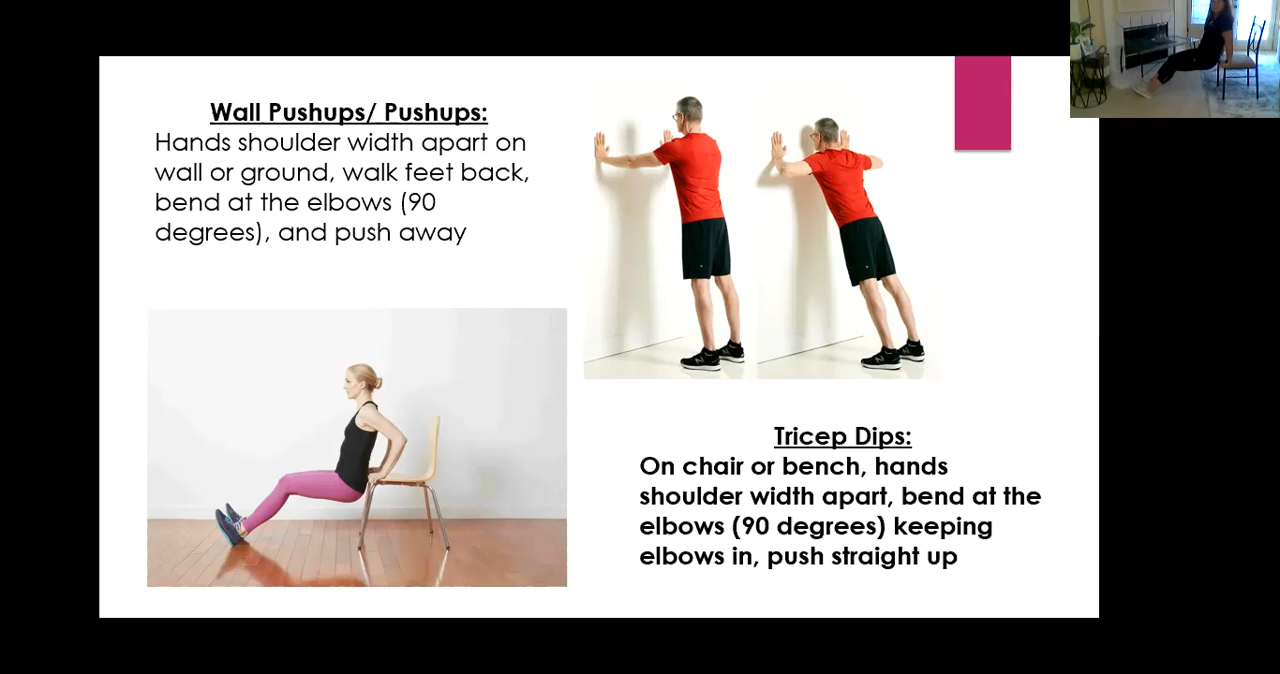 Wall Pushups/ Pushups:
Hands shoulder width apart on
wall or ground, walk feet back,
bend at the elbows (90
degrees), and push away
Tricep Dips:
On chair or bench, hands
shoulder width apart, bend at the
elbows (90 degrees) keeping
elbows in, push straight up